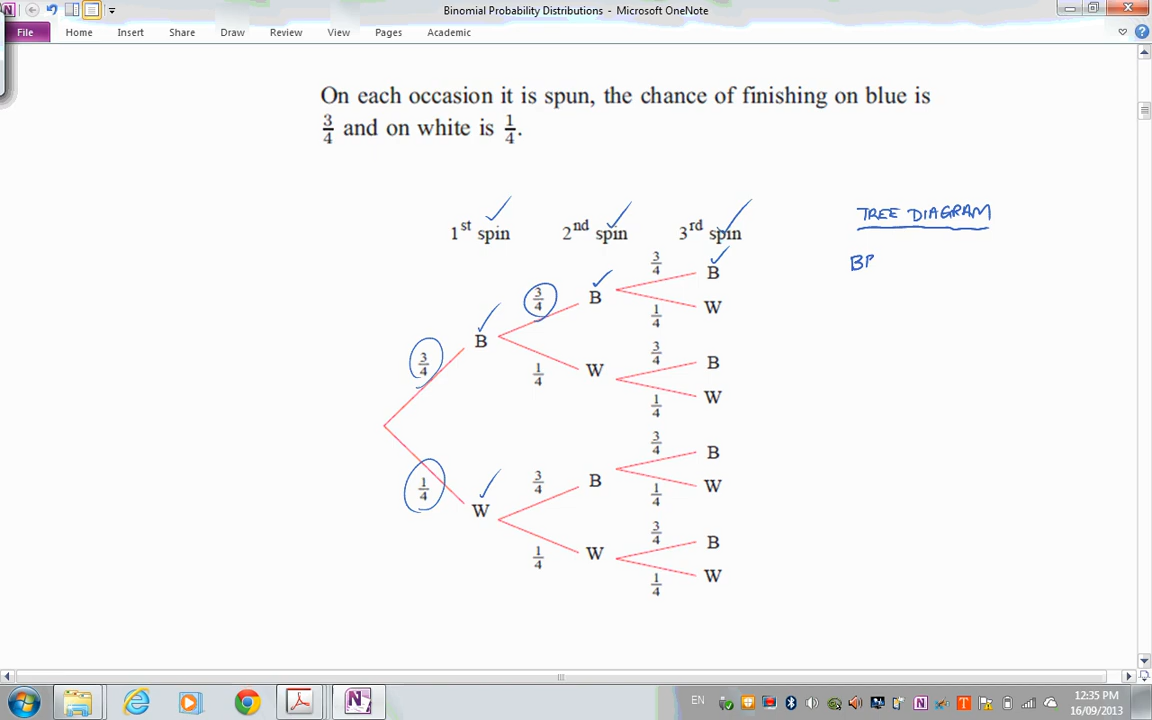 Binomial Probability Distributions - Microsoft OneNote
File Home Insert Share Draw Review View Pages Academic
On each occasion it is spun, the chance of finishing on blue is
3/4 and on white is 1/4.
1st spin 2nd spin 3rd spin
TREE DIAGRAM
3/4 B
BP
3/4 B
1/4 W
3/4 B
3/4 B
1/4 W
1/4 W
3/4 B
1/4 W
3/4 B
1/4 W
1/4 W
3/4 B
1/4 W
EN
12:35 PM
16/09/2013